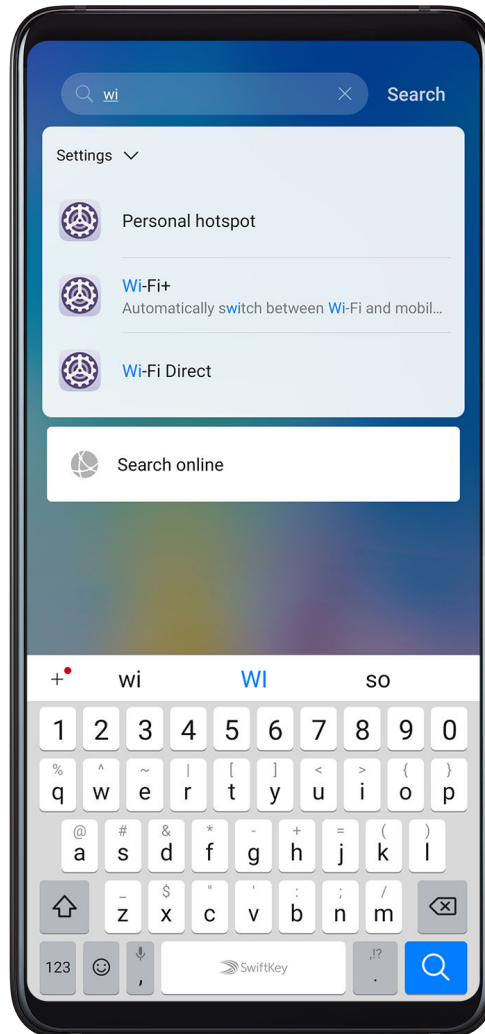 wi
Search
Settings
Personal hotspot
Wi-Fi+
Automatically switch between Wi-Fi and mobil...
Wi-Fi Direct
Search online
+ wi WI so
1 2 3 4 5 6 7 8 9 0
% ^ ~ | [ ] < > { }
q w e r t y u i o p
@ # & * - + = ( )
a s d f g h j k l
_ $ " ' : ; /
z x c v b n m
123 , SwiftKey ,!? .